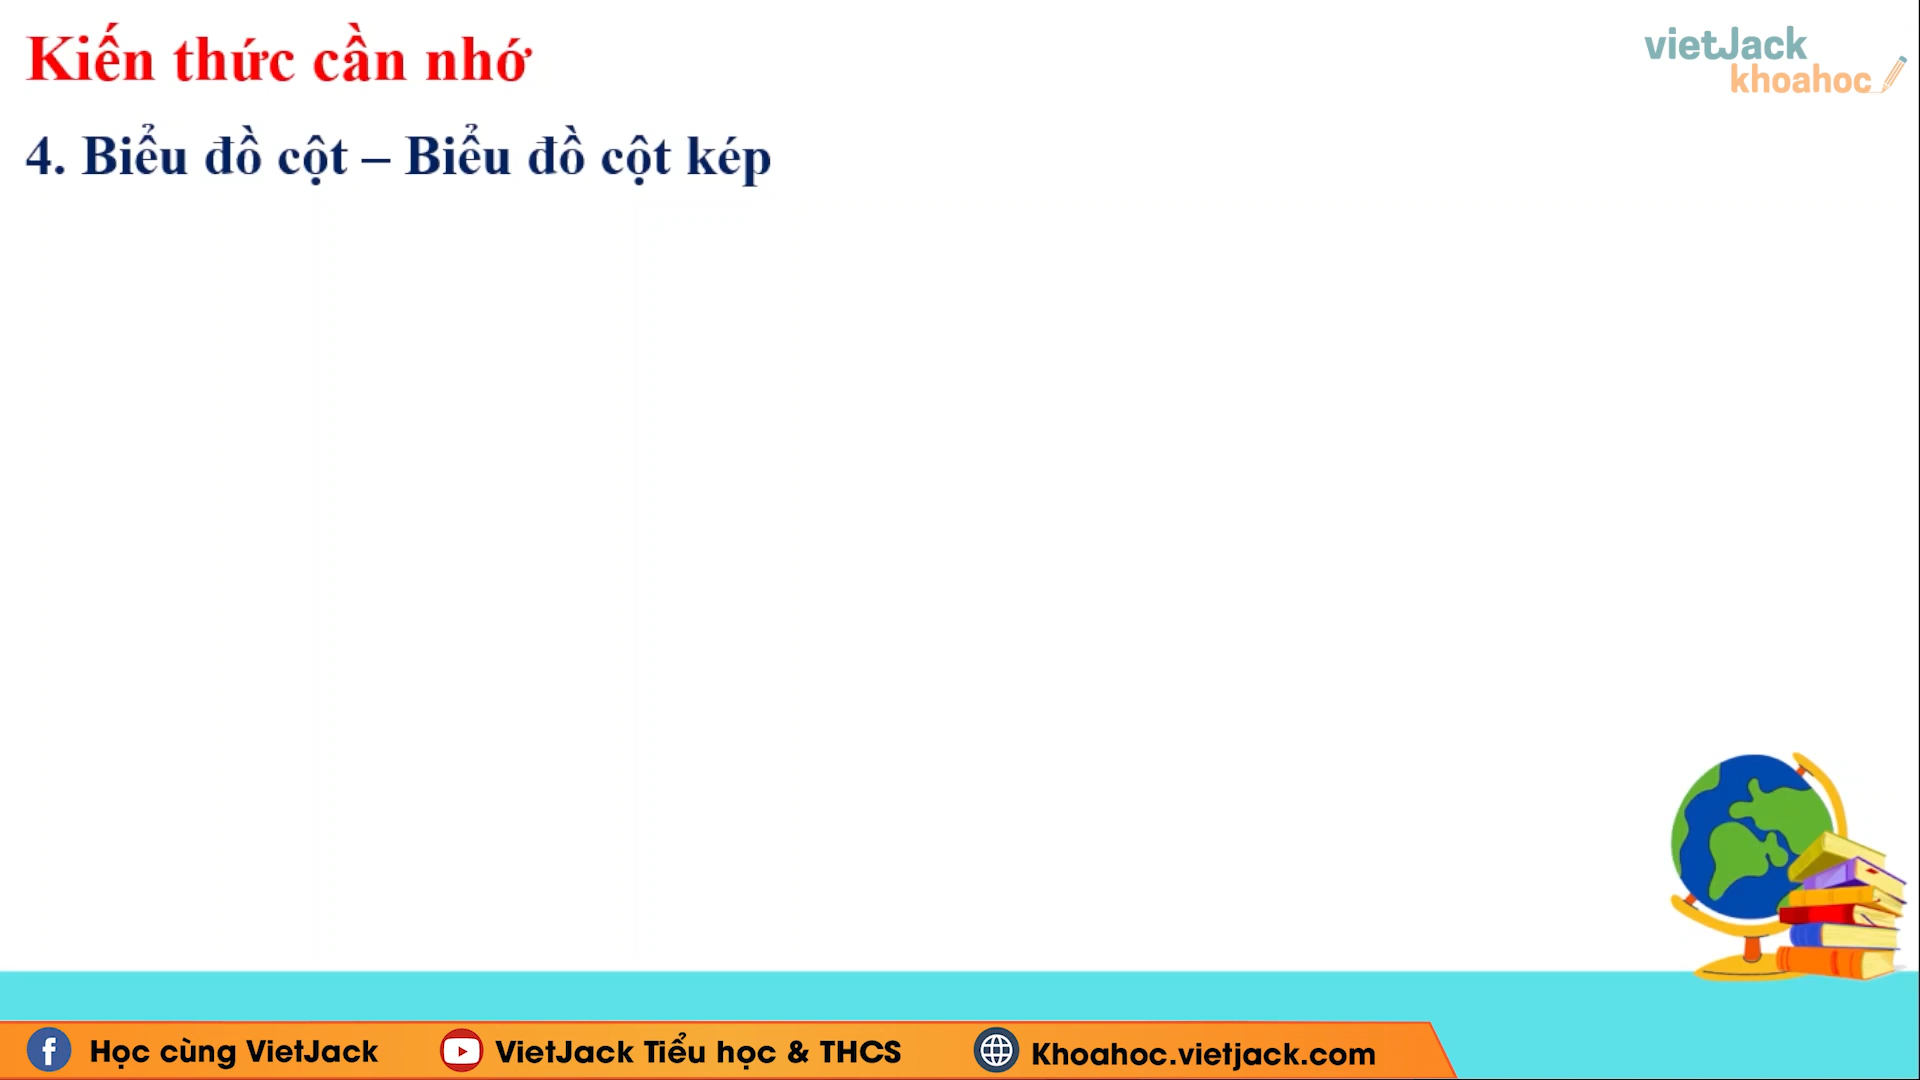 Kiến thức cần nhớ
vietJack
khoahoc
4. Biểu đồ cột – Biểu đồ cột kép
Học cùng VietJack
VietJack Tiểu học & THCS
Khoahoc.vietjack.com